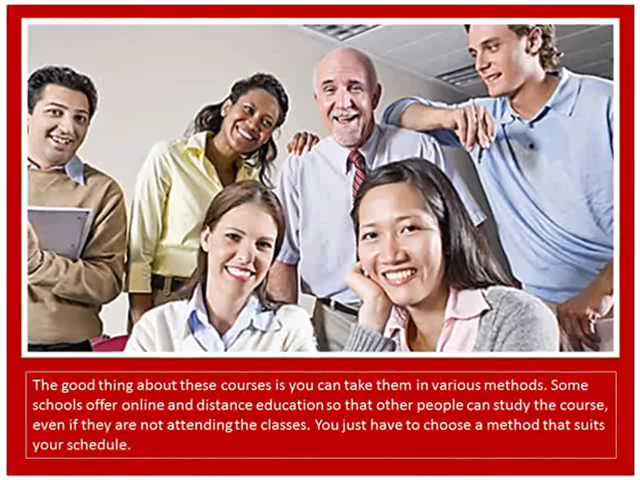 The good thing about these courses is you can take them in various methods. Some
schools offer online and distance education so that other people can study the course,
even if they are not attending the classes. You just have to choose a method that suits
your schedule.